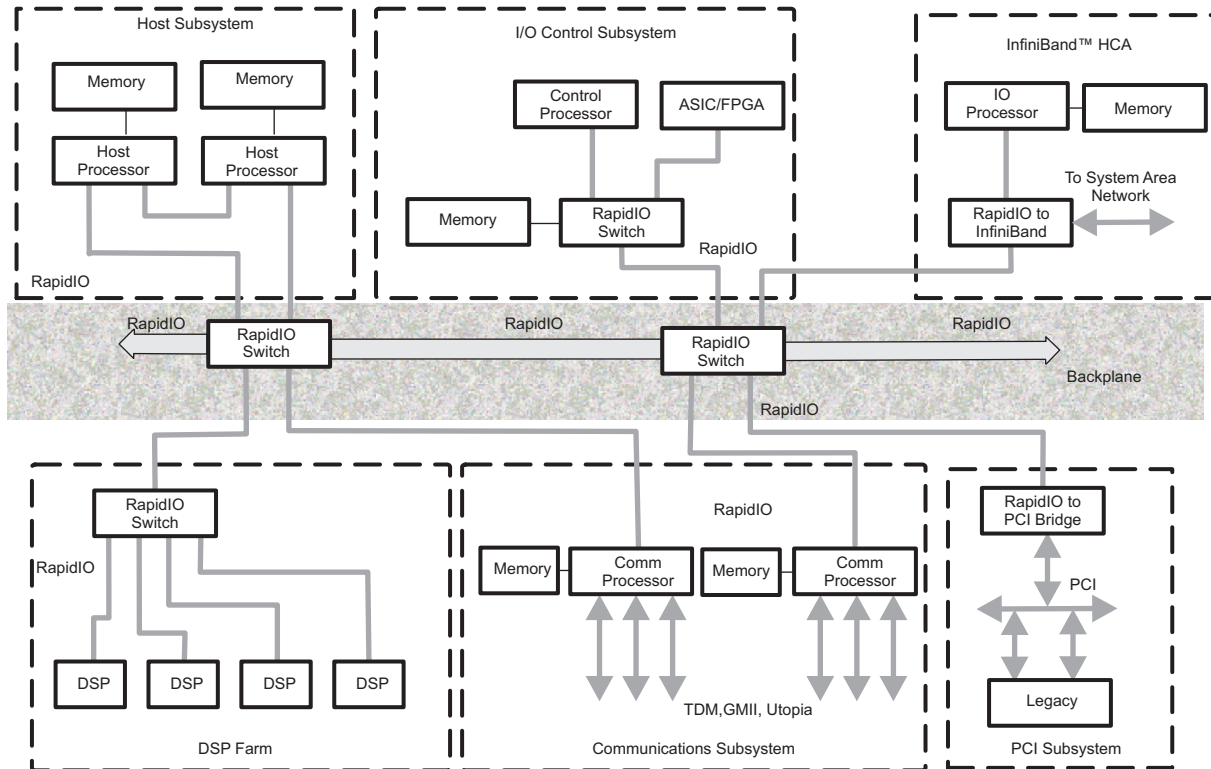 Host Subsystem
Memory
Memory
Host
Processor
Host
Processor
RapidIO
I/O Control Subsystem
Control
Processor
ASIC/FPGA
Memory
RapidIO
Switch
RapidIO
InfiniBand™ HCA
IO
Processor
Memory
To System Area
Network
RapidIO to
InfiniBand
RapidIO
RapidIO
Switch
RapidIO
RapidIO
Switch
RapidIO
Backplane
RapidIO
RapidIO
Switch
RapidIO
DSP
DSP
DSP
DSP
DSP Farm
RapidIO
Memory
Comm
Processor
Memory
Comm
Processor
TDM,GMII, Utopia
Communications Subsystem
RapidIO to
PCI Bridge
PCI
Legacy
PCI Subsystem